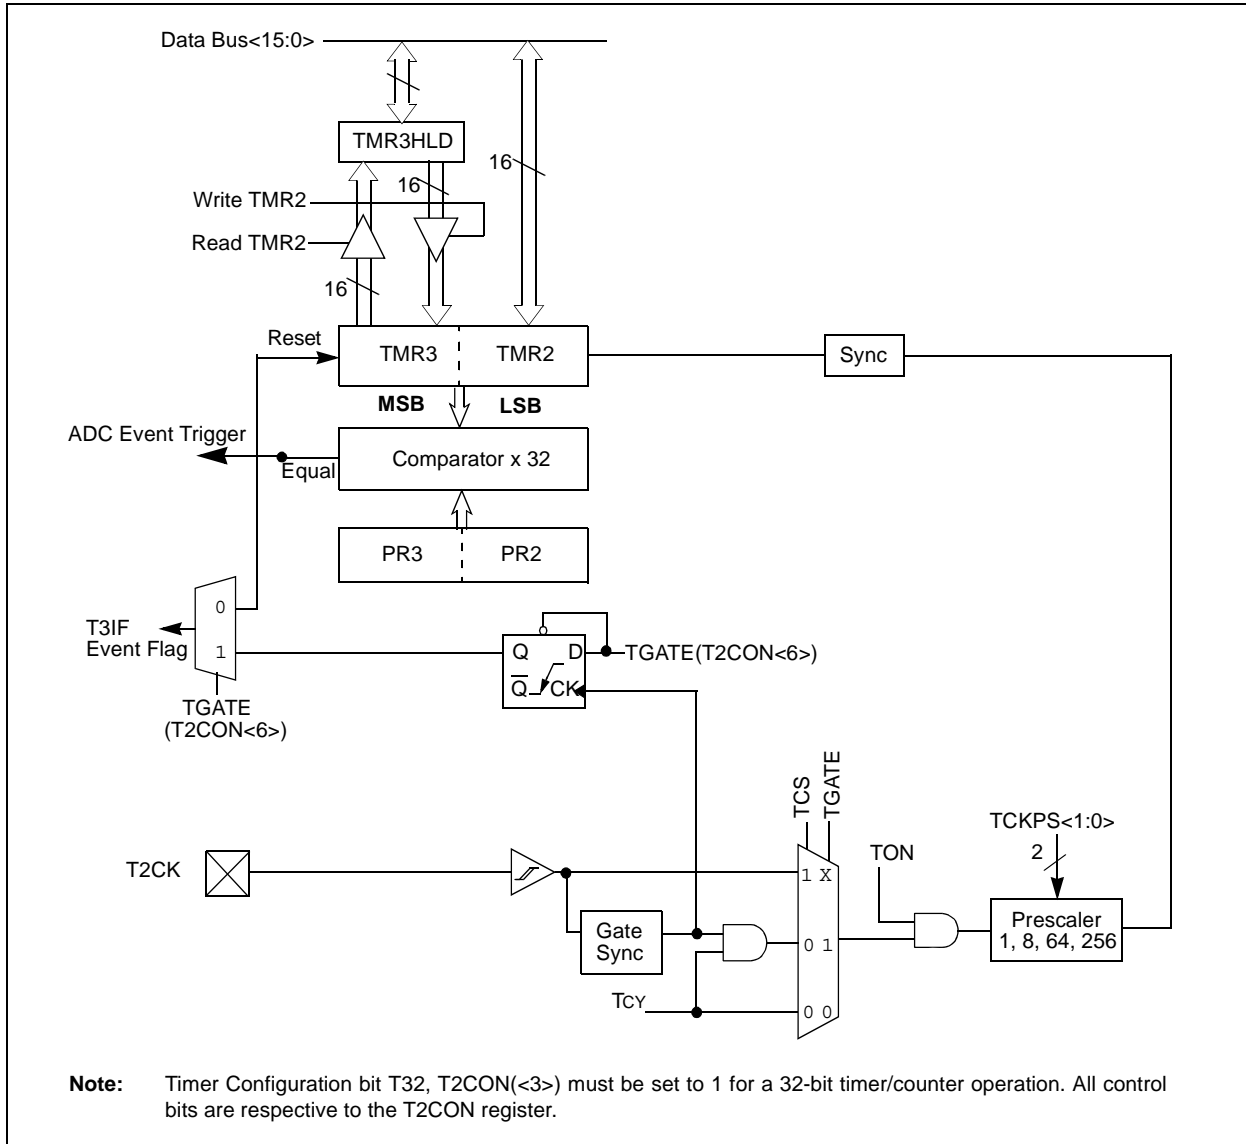 Data Bus<15:0>
TMR3HLD
16
16
Write TMR2
Read TMR2
16
Reset
TMR3
TMR2
Sync
MSB
LSB
ADC Event Trigger
Equal
Comparator x 32
PR3
PR2
0
T3IF
Event Flag
1
Q
D
TGATE(T2CON<6>)
Q
CK
TGATE
(T2CON<6>)
TCS
TGATE
TCKPS<1:0>
2
TON
T2CK
1 X
Prescaler
1, 8, 64, 256
Gate
Sync
0 1
TCY
0 0
Note: Timer Configuration bit T32, T2CON(<3>) must be set to 1 for a 32-bit timer/counter operation. All control
bits are respective to the T2CON register.